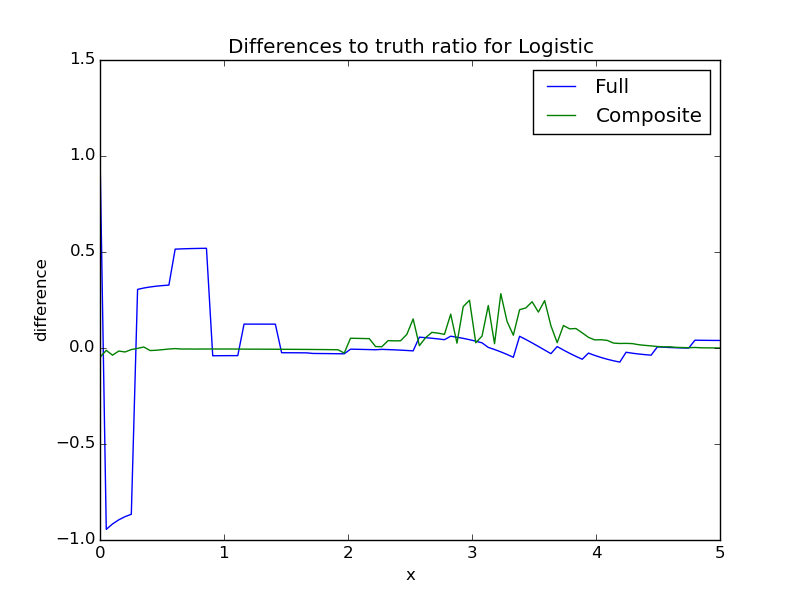 Differences to truth ratio for Logistic
1.5
1.0
0.5
0.0
−0.5
−1.0
difference
Full
Composite
0 1 2 3 4 5
x